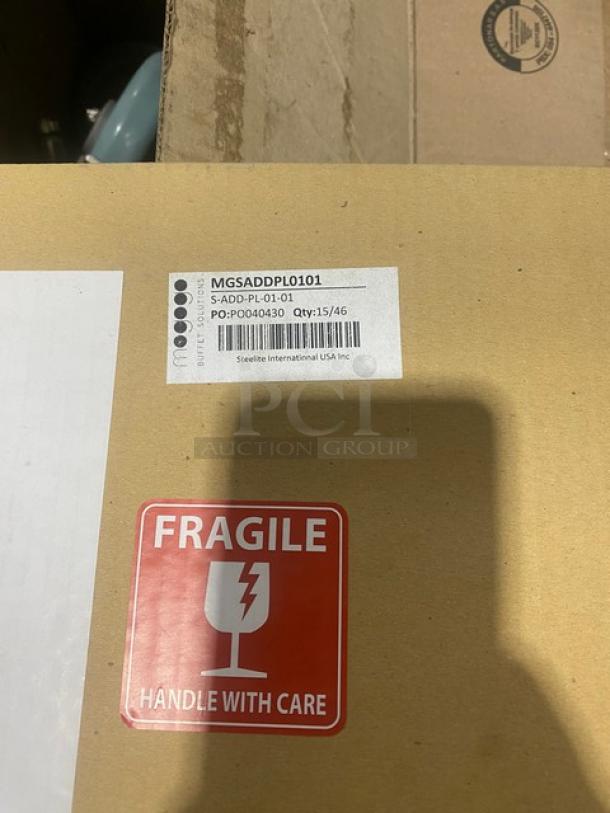 MGSADDPL0101
S-ADD-PL-01-01
PO:PO040430 Qty:15/46
Steelite International USA Inc
BUFFET SOLUTIONS
PCI
AUCTION GROUP
FRAGILE
HANDLE WITH CARE